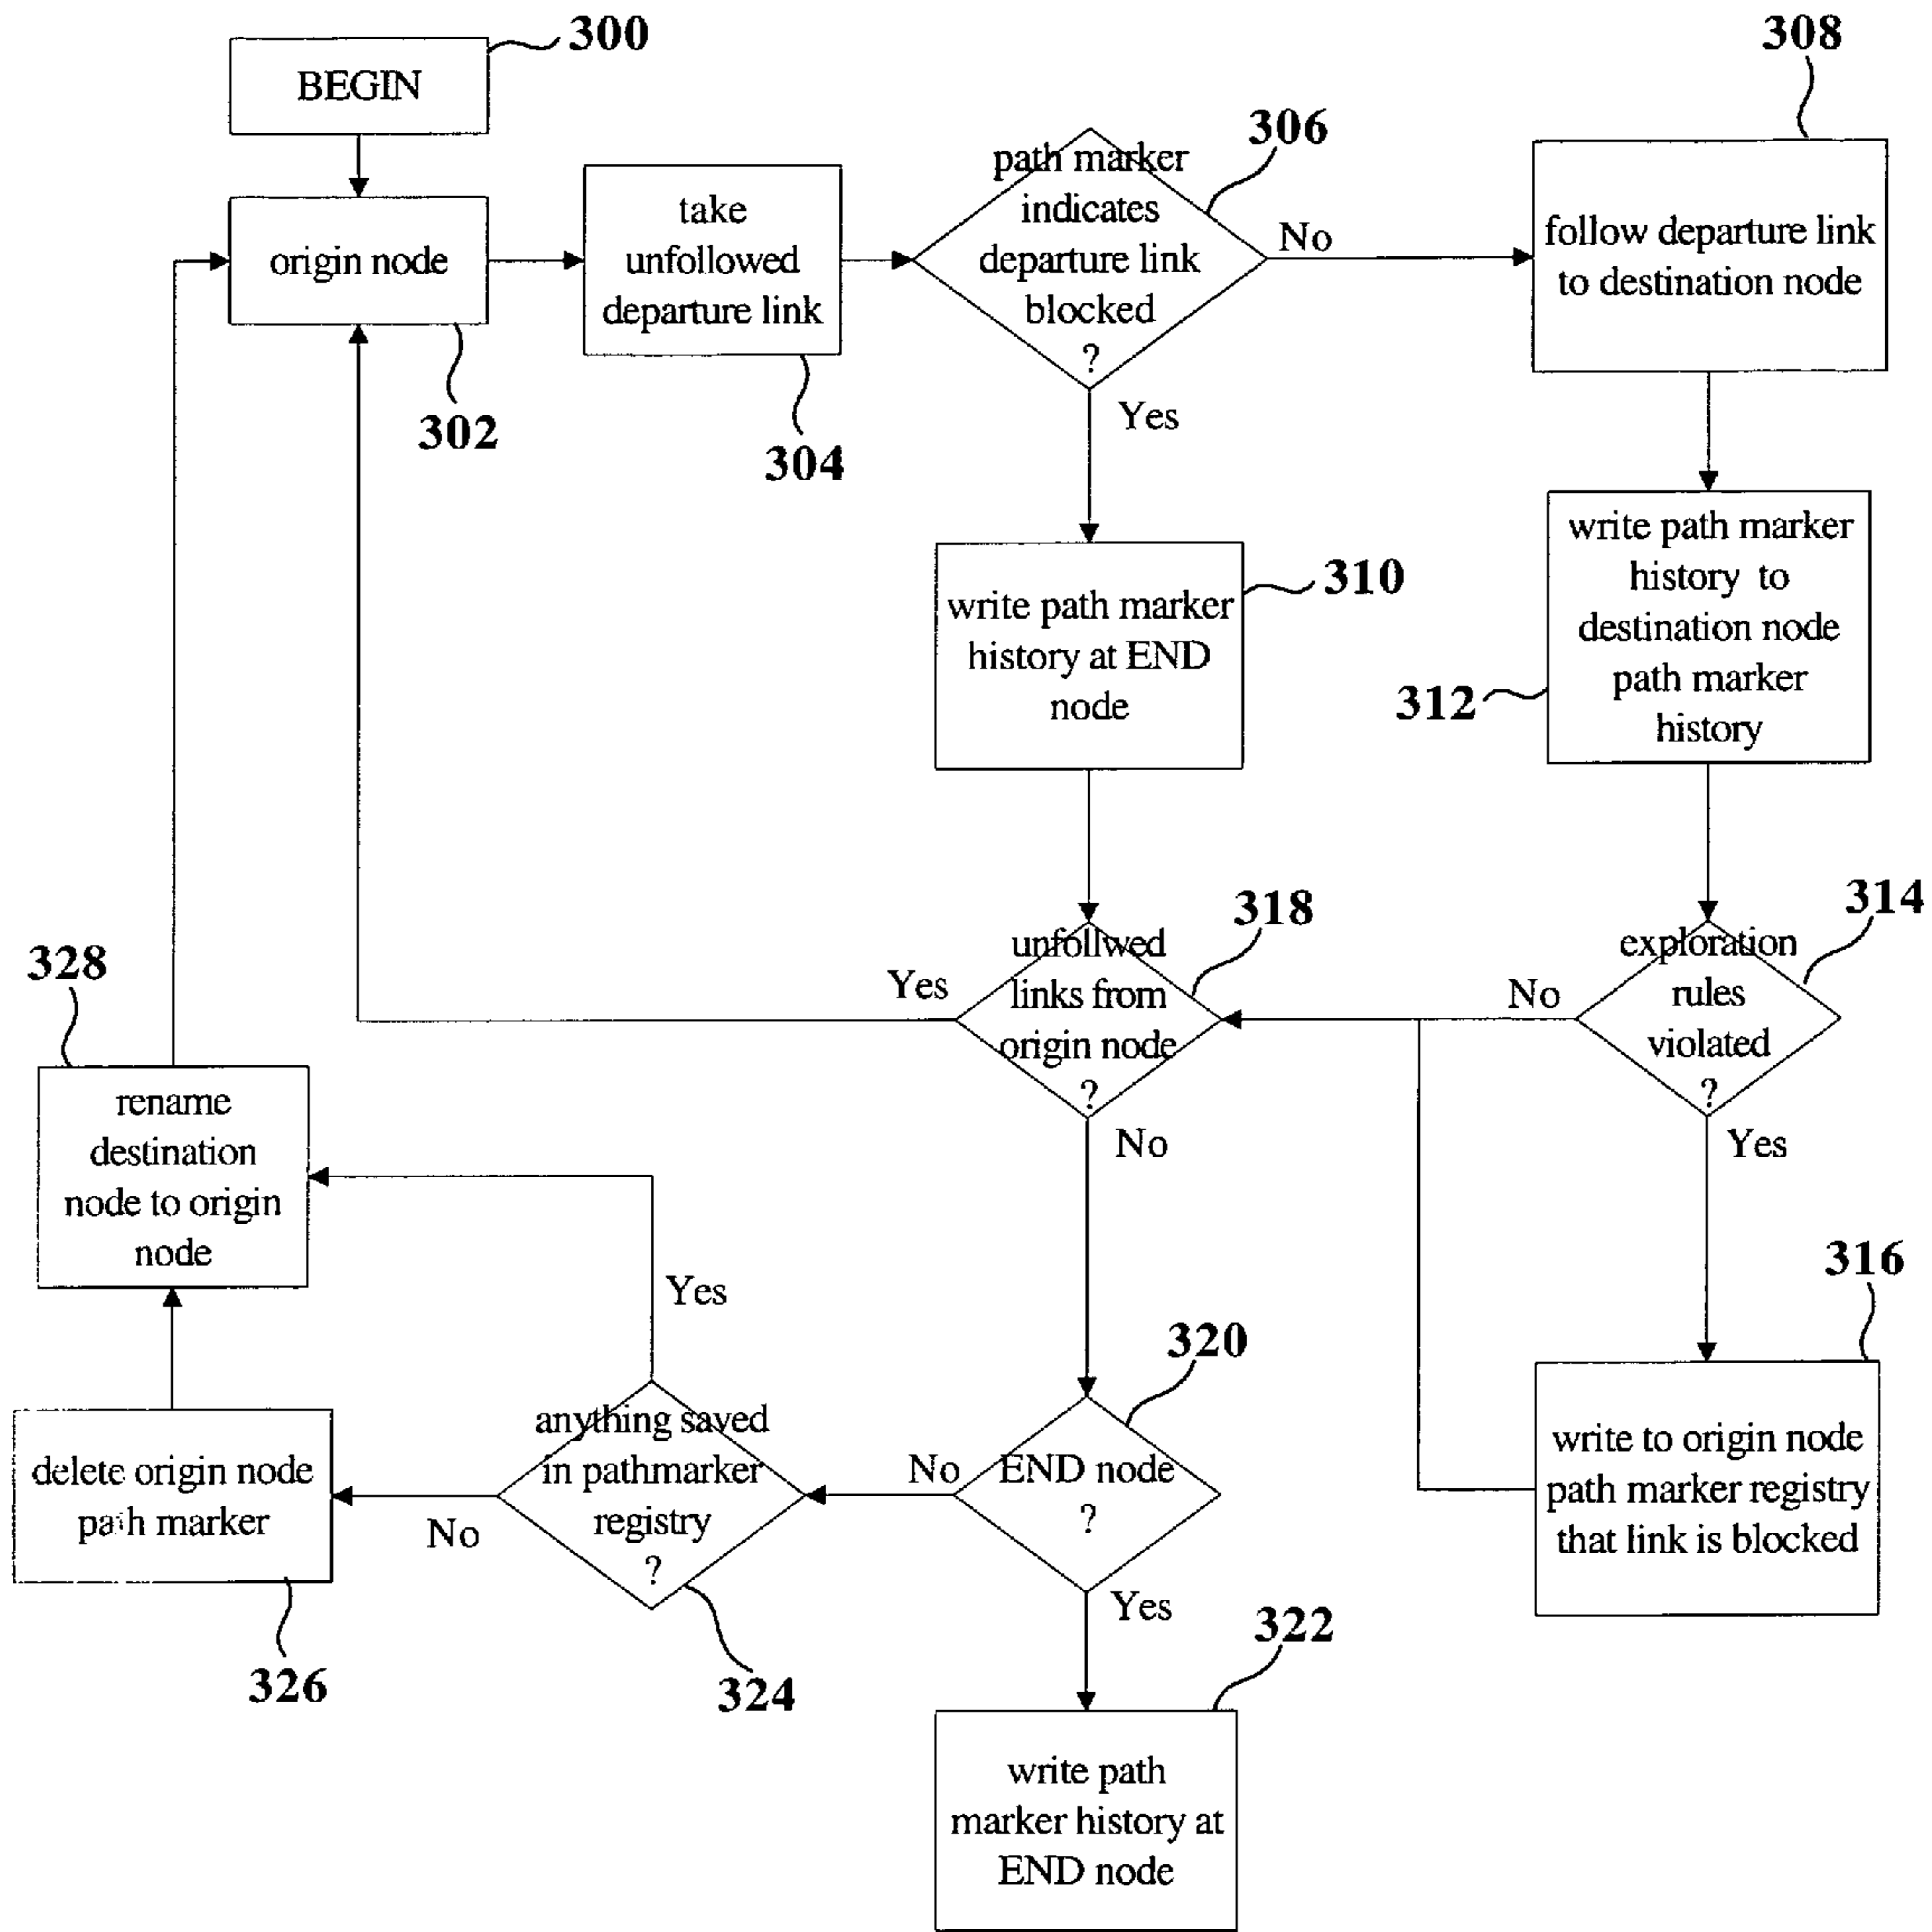 300
BEGIN
308
306
path marker
indicates
departure link
blocked
?
No
Yes
take
unfollowed
departure link
304
origin node
302
follow departure link
to destination node
write path marker
history to
destination node
path marker
history
312
310
write path marker
history at END
node
318
unfollwed
links from
origin node
?
Yes
No
314
exploration
rules
violated
?
No
Yes
328
rename
destination
node to origin
node
316
write to origin node
path marker registry
that link is blocked
320
END node
?
No
Yes
anything saved
in pathmarker
registry
?
Yes
No
324
delete origin node
path marker
326
322
write path
marker history at
END node